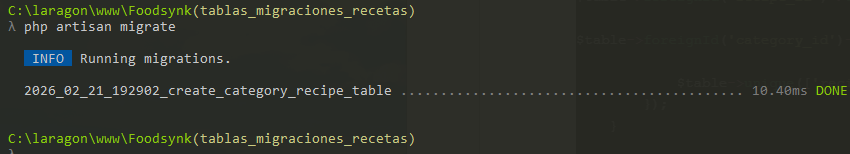 C:\laragon\www\Foodsynk(tablas_migraciones_recetas)
λ php artisan migrate
INFO Running migrations.
2026_02_21_192902_create_category_recipe_table ........................................... 10.40ms DONE
C:\laragon\www\Foodsynk(tablas_migraciones_recetas)
λ